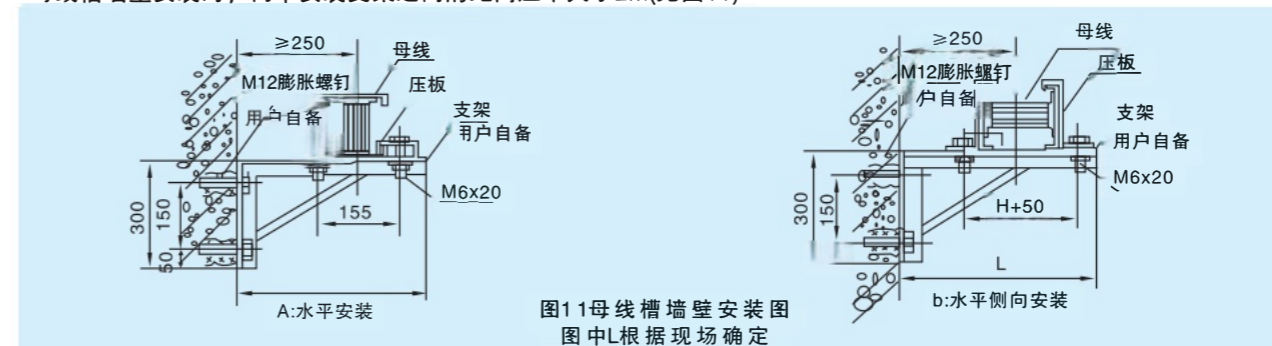 ≥250
母线
M12膨胀螺钉
压板
用户自备
支架
用户自备
M6x20
300
150
50
155
A:水平安装
≥250
母线
M12膨胀螺钉
压板
户自备
支架
用户自备
M6x20
300
150
H+50
L
b:水平侧向安装
图11母线槽墙壁安装图
图中L根据现场确定